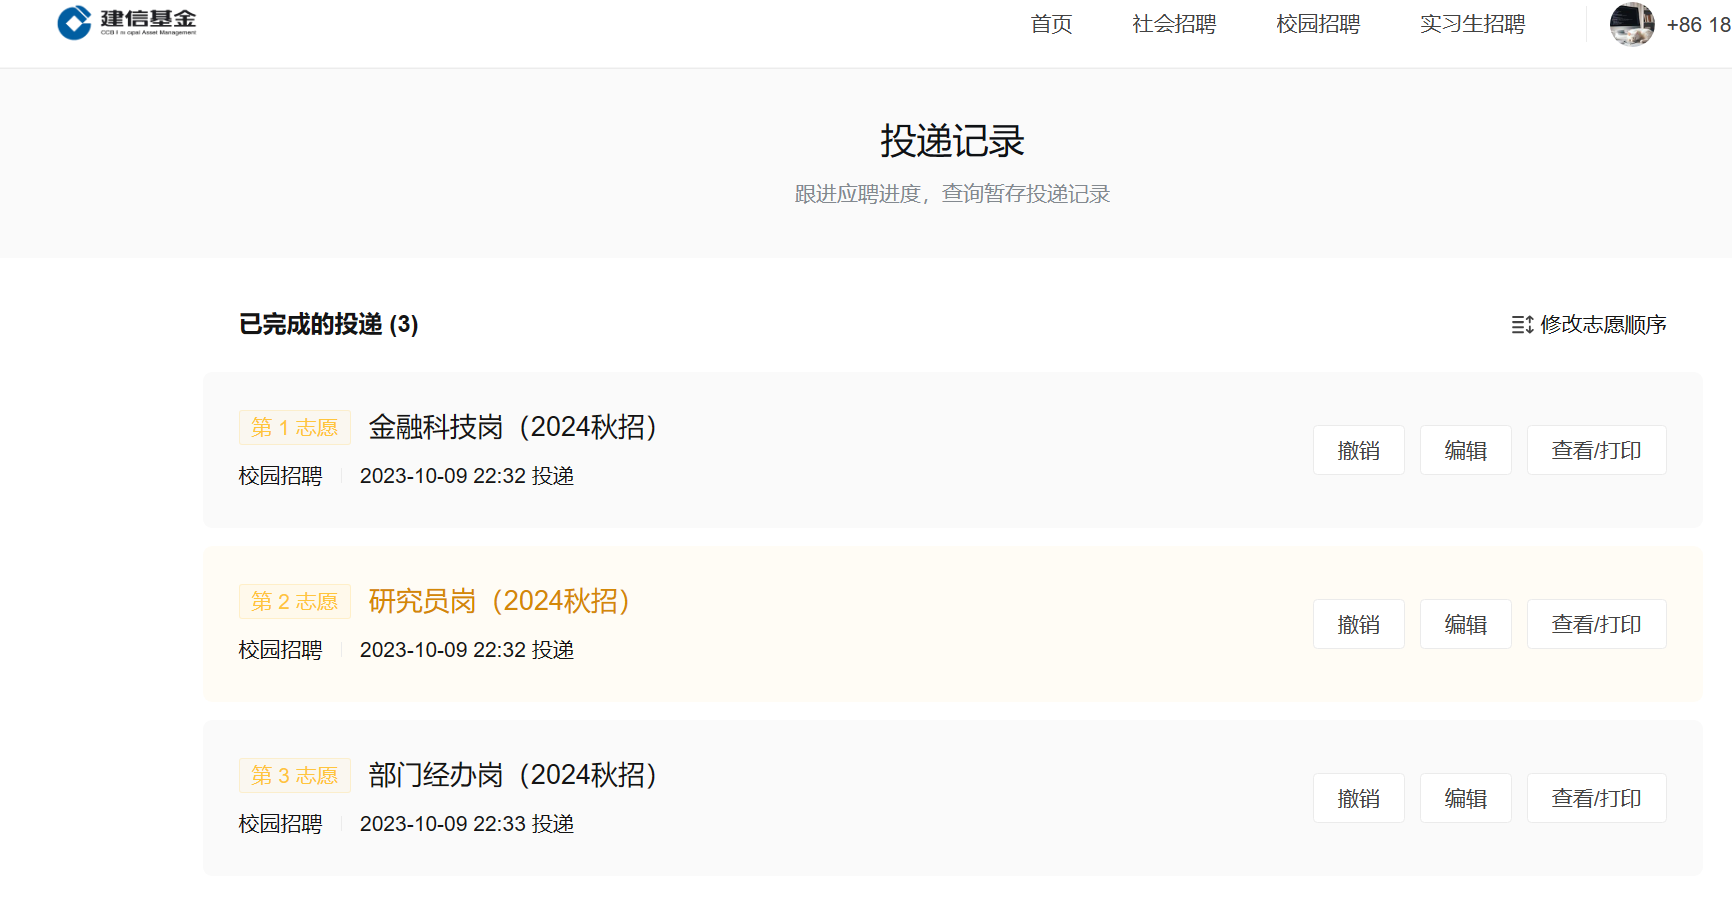 建信基金
首页 社会招聘 校园招聘 实习生招聘 +86 18
投递记录
跟进应聘进度，查询暂存投递记录
已完成的投递 (3) 修改志愿顺序
第 1 志愿 金融科技岗（2024秋招）
校园招聘 2023-10-09 22:32 投递
撤销 编辑 查看/打印
第 2 志愿 研究员岗（2024秋招）
校园招聘 2023-10-09 22:32 投递
撤销 编辑 查看/打印
第 3 志愿 部门经办岗（2024秋招）
校园招聘 2023-10-09 22:33 投递
撤销 编辑 查看/打印